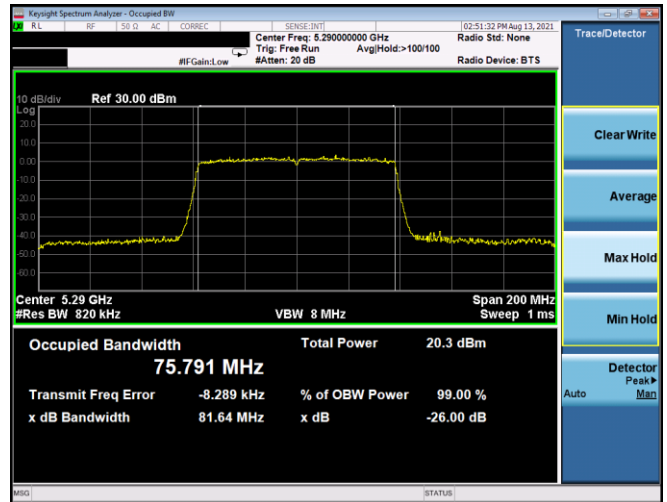 Keysight Spectrum Analyzer - Occupied BW
RL RF 50 Ω AC CORREC SENSE:INT 02:51:32 PM Aug 13, 2021
Center Freq: 5.290000000 GHz Radio Std: None
Trig: Free Run Avg|Hold:>100/100
#IFGain:Low #Atten: 20 dB Radio Device: BTS
10 dB/div Ref 30.00 dBm
Log
20.0
10.0
0.00
-10.0
-20.0
-30.0
-40.0
-50.0
-60.0
Center 5.29 GHz Span 200 MHz
#Res BW 820 kHz VBW 8 MHz Sweep 1 ms
Occupied Bandwidth Total Power 20.3 dBm
75.791 MHz
Transmit Freq Error -8.289 kHz % of OBW Power 99.00 %
x dB Bandwidth 81.64 MHz x dB -26.00 dB
MSG STATUS
Trace/Detector
Clear Write
Average
Max Hold
Min Hold
Detector
Peak▶
Auto Man